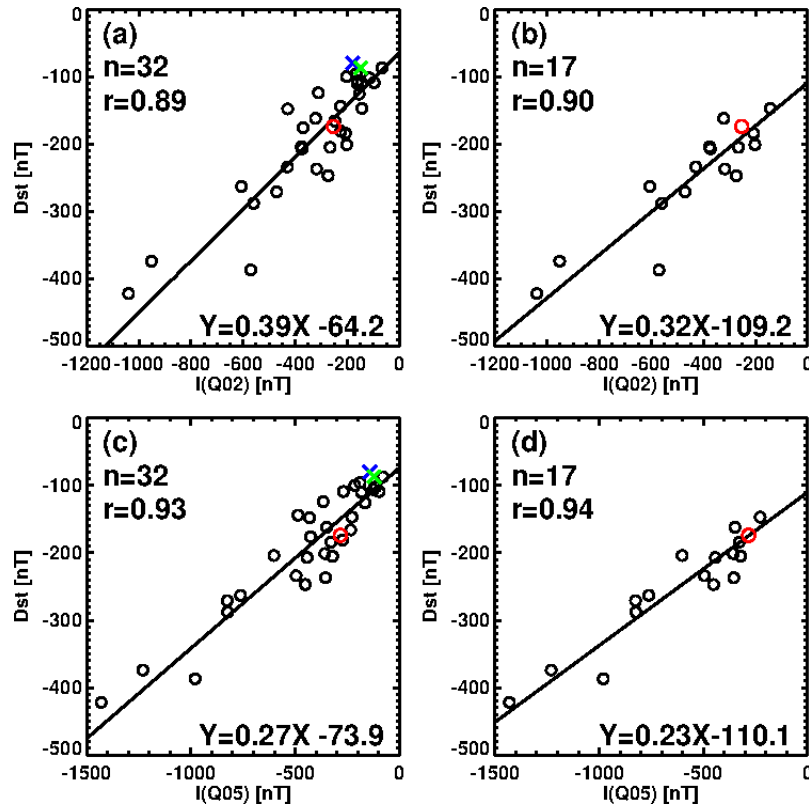 (a)
n=32
r=0.89
Y=0.39X -64.2
0
-100
-200
-300
-400
-500
Dst [nT]
-1200 -1000 -800 -600 -400 -200 0
I(Q02) [nT]
(b)
n=17
r=0.90
Y=0.32X-109.2
0
-100
-200
-300
-400
-500
Dst [nT]
-1200 -1000 -800 -600 -400 -200 0
I(Q02) [nT]
(c)
n=32
r=0.93
Y=0.27X -73.9
0
-100
-200
-300
-400
-500
Dst [nT]
-1500 -1000 -500 0
I(Q05) [nT]
(d)
n=17
r=0.94
Y=0.23X-110.1
0
-100
-200
-300
-400
-500
Dst [nT]
-1500 -1000 -500 0
I(Q05) [nT]